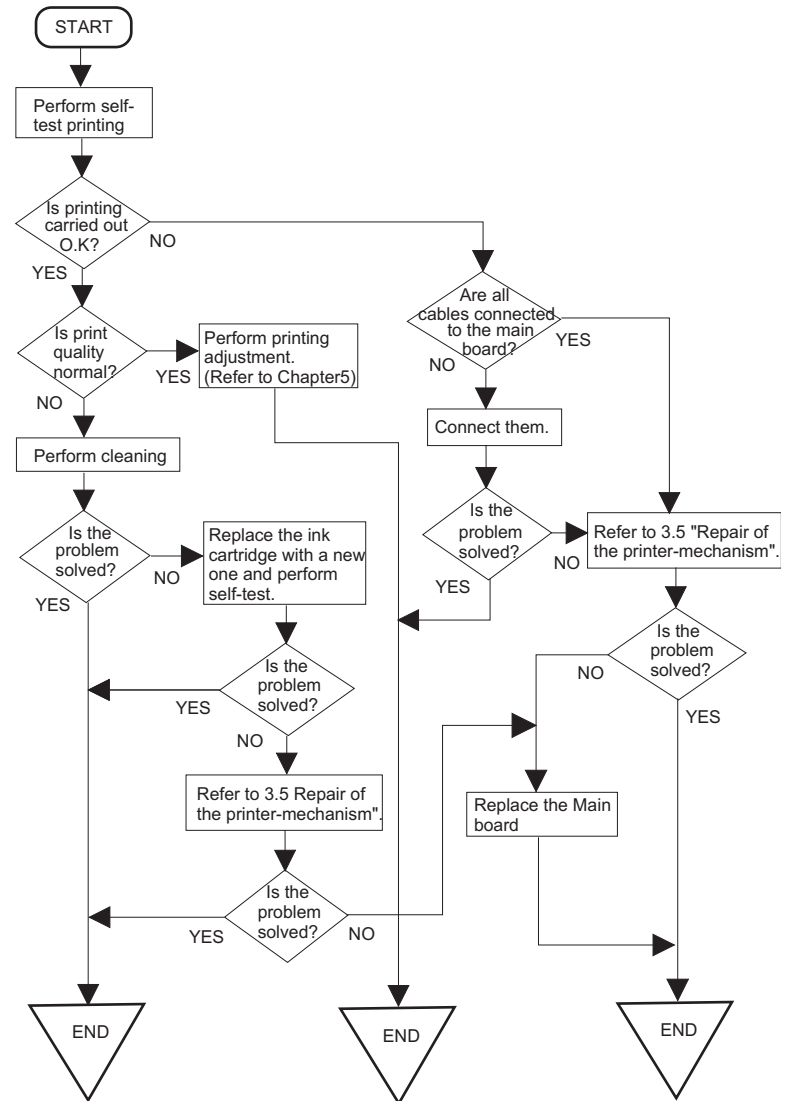 START
Perform self-
test printing
Is printing
carried out
O.K?
NO
YES
Is print
quality
normal?
YES
NO
Perform printing
adjustment.
(Refer to Chapter5)
Are all
cables connected
to the main
board?
YES
NO
Connect them.
Perform cleaning
Is the
problem
solved?
NO
YES
Replace the ink
cartridge with a new
one and perform
self-test.
Is the
problem
solved?
NO
YES
Refer to 3.5 "Repair of
the printer-mechanism".
Is the
problem
solved?
NO
YES
Is the
problem
solved?
YES
NO
Refer to 3.5 Repair of
the printer-mechanism".
Replace the Main
board
Is the
problem
solved?
YES
NO
END
END
END